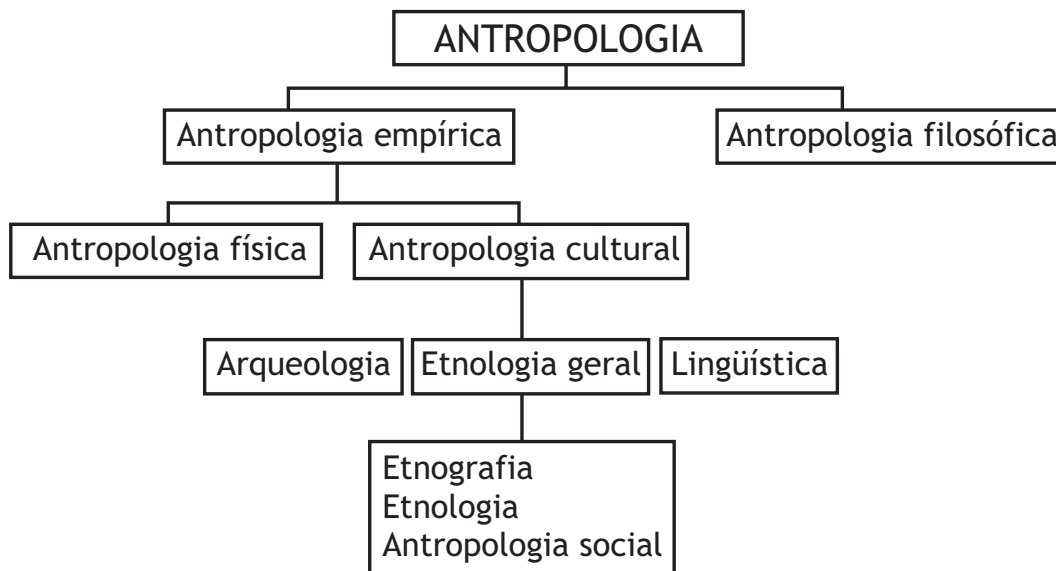 ANTROPOLOGIA
Antropologia empírica
Antropologia filosófica
Antropologia física
Antropologia cultural
Arqueologia
Etnologia geral
Lingüística
Etnografia
Etnologia
Antropologia social